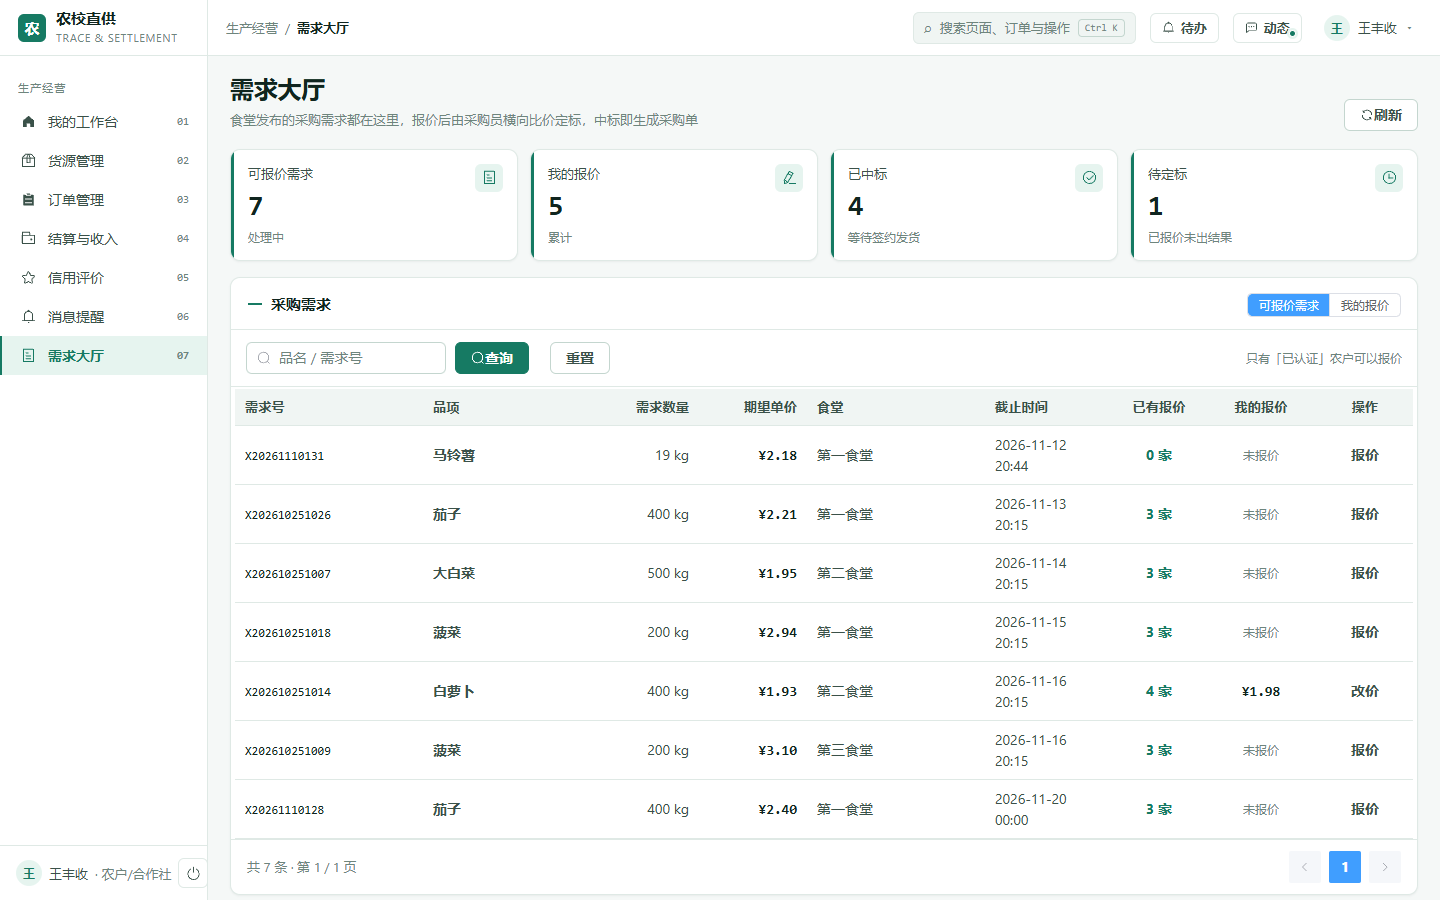 农 农校直供
TRACE & SETTLEMENT
生产经营 / 需求大厅
搜索页面、订单与操作 Ctrl K
待办
动态
王 王丰收
生产经营
我的工作台 01
货源管理 02
订单管理 03
结算与收入 04
信用评价 05
消息提醒 06
需求大厅 07
王 王丰收 · 农户/合作社
需求大厅
食堂发布的采购需求都在这里，报价后由采购员横向比价定标，中标即生成采购单
刷新
可报价需求
7
处理中
我的报价
5
累计
已中标
4
等待签约发货
待定标
1
已报价未出结果
采购需求
可报价需求 我的报价
品名 / 需求号 查询 重置 只有「已认证」农户可以报价
需求号 品项 需求数量 期望单价 食堂 截止时间 已有报价 我的报价 操作
X20261110131 马铃薯 19 kg ¥2.18 第一食堂 2026-11-12 20:44 0 家 未报价 报价
X202610251026 茄子 400 kg ¥2.21 第一食堂 2026-11-13 20:15 3 家 未报价 报价
X202610251007 大白菜 500 kg ¥1.95 第二食堂 2026-11-14 20:15 3 家 未报价 报价
X202610251018 菠菜 200 kg ¥2.94 第一食堂 2026-11-15 20:15 3 家 未报价 报价
X202610251014 白萝卜 400 kg ¥1.93 第二食堂 2026-11-16 20:15 4 家 ¥1.98 改价
X202610251009 菠菜 200 kg ¥3.10 第三食堂 2026-11-16 20:15 3 家 未报价 报价
X20261110128 茄子 400 kg ¥2.40 第一食堂 2026-11-20 00:00 3 家 未报价 报价
共 7 条 · 第 1 / 1 页
1